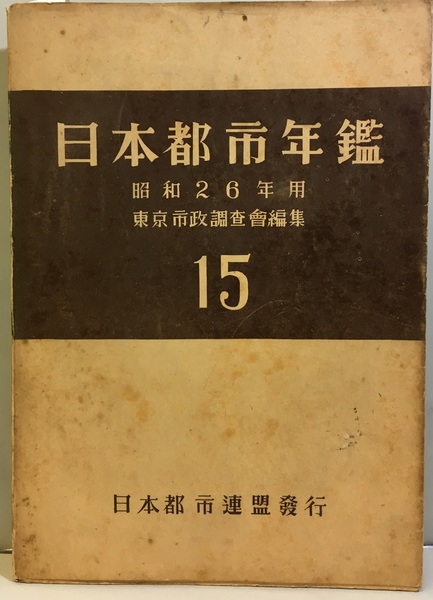 日本都市年鑑
昭和26年用
東京市政調査會編集
15
日本都市連盟發行